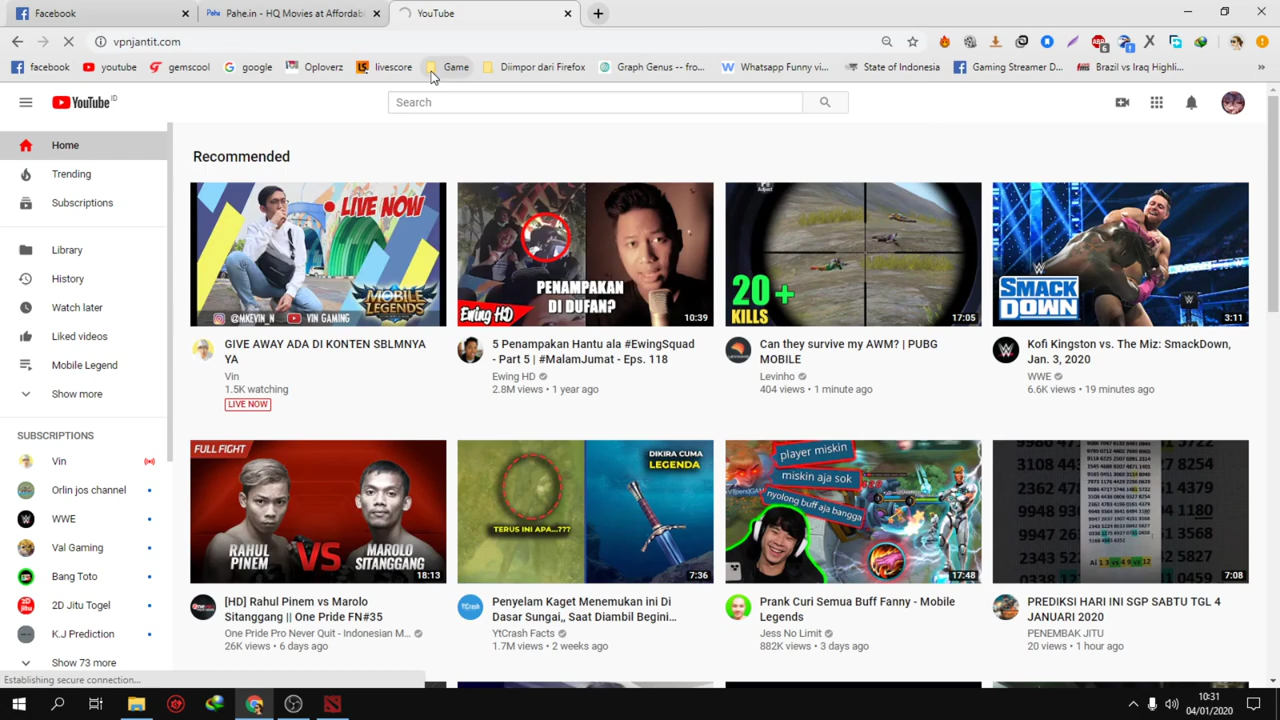 Facebook
Pahe.in - HQ Movies at Affordabl
YouTube
vpnjantit.com
facebook
youtube
gemscool
google
Oploverz
livescore
Game
Diimpor dari Firefox
Graph Genus -- fro...
Whatsapp Funny vi...
State of Indonesia
Gaming Streamer D...
Brazil vs Iraq Highli...
YouTube ID
Search
Home
Trending
Subscriptions
Library
History
Watch later
Liked videos
Mobile Legend
Show more
SUBSCRIPTIONS
Vin
Orlin jos channel
WWE
Val Gaming
Bang Toto
2D Jitu Togel
K.J Prediction
Show 73 more
Recommended
LIVE NOW
MOBILE LEGENDS
@MKEVIN_N VIN GAMING
GIVE AWAY ADA DI KONTEN SBLMNYA
YA
Vin
1.5K watching
LIVE NOW
PENAMPAKAN
DI DUFAN?
Ewing HD
10:39
5 Penampakan Hantu ala #EwingSquad
- Part 5 | #MalamJumat - Eps. 118
Ewing HD
2.8M views • 1 year ago
Adjust
20+
KILLS
17:05
Can they survive my AWM? | PUBG
MOBILE
Levinho
404 views • 1 minute ago
SMACK
DOWN
3:11
Kofi Kingston vs. The Miz: SmackDown,
Jan. 3, 2020
WWE
6.6K views • 19 minutes ago
FULL FIGHT
RAHUL
PINEM
VS
MAROLO
SITANGGANG
18:13
[HD] Rahul Pinem vs Marolo
Sitanggang || One Pride FN#35
One Pride Pro Never Quit - Indonesian M...
26K views • 6 days ago
DIKIRA CUMA
LEGENDA
TERUS INI APA...???
7:36
Penyelam Kaget Menemukan ini Di
Dasar Sungai,, Saat Diambil Begini...
YtCrash Facts
1.7M views • 2 weeks ago
player miskin
miskin aja sok
nyolong buff aja bangga
17:48
Prank Curi Semua Buff Fanny - Mobile
Legends
Jess No Limit
882K views • 3 days ago
7:08
PREDIKSI HARI INI SGP SABTU TGL 4
JANUARI 2020
PENEMBAK JITU
20 views • 1 hour ago
Establishing secure connection...
10:31
04/01/2020